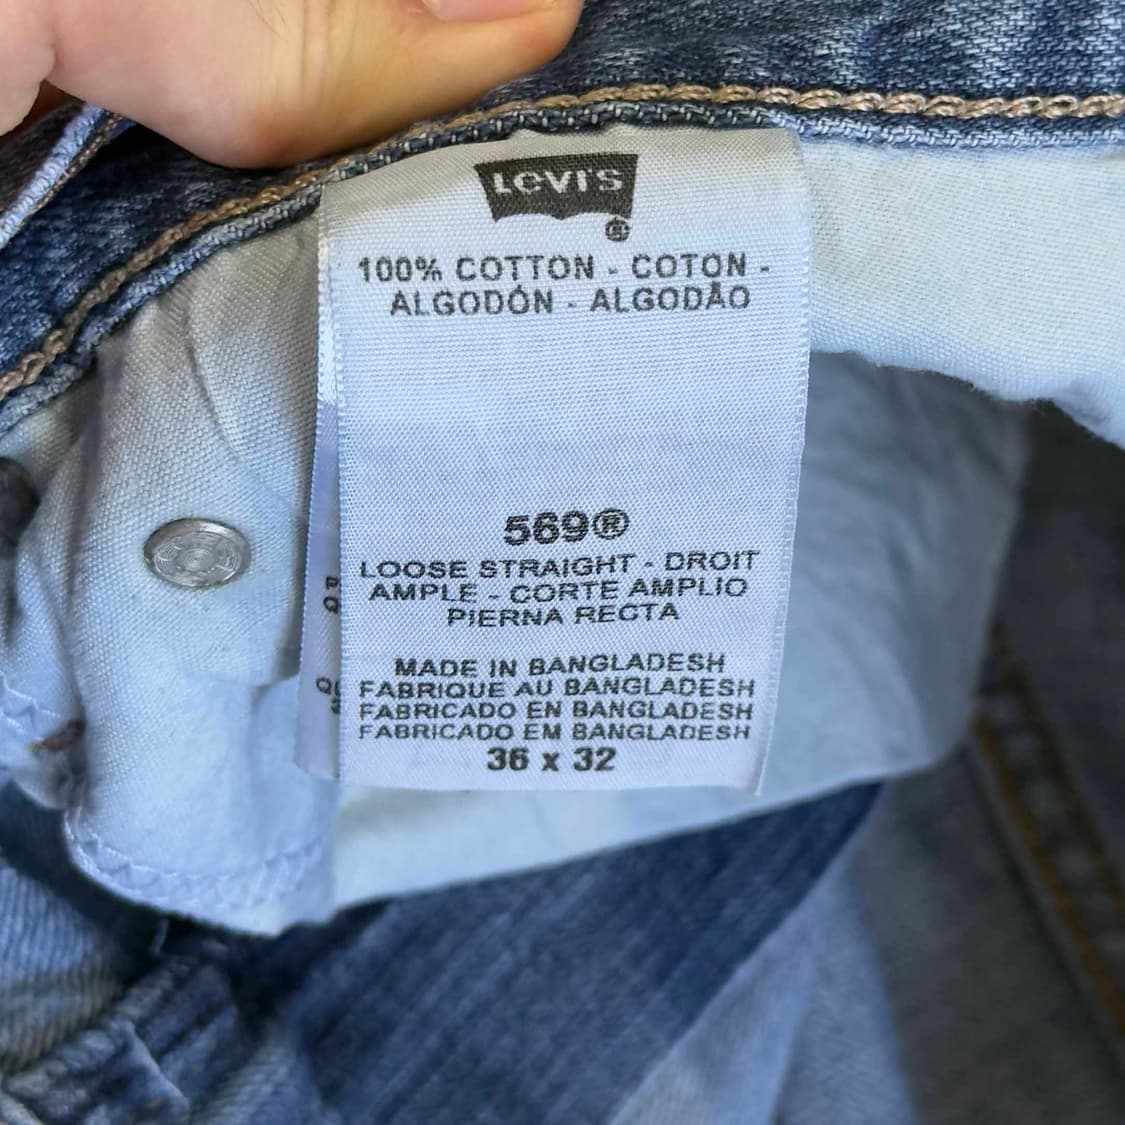 LEVI'S
®
100% COTTON - COTON -
ALGODÓN - ALGODÃO
569®
LOOSE STRAIGHT - DROIT
AMPLE - CORTE AMPLIO
PIERNA RECTA
MADE IN BANGLADESH
FABRIQUE AU BANGLADESH
FABRICADO EN BANGLADESH
FABRICADO EM BANGLADESH
36 x 32